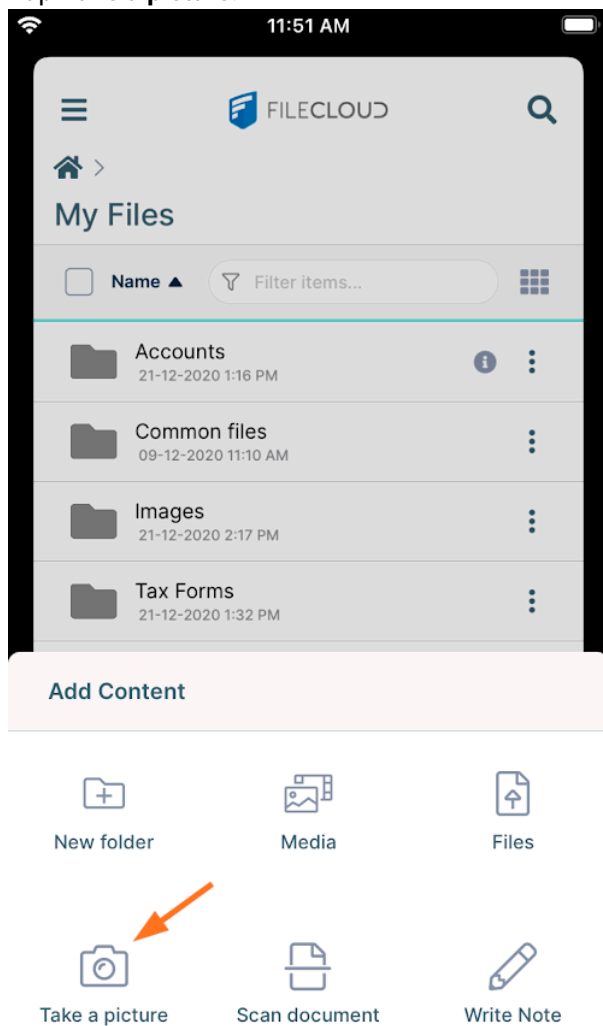 11:51 AM
FILECLOUD
My Files
Name ▲ Filter items...
Accounts
21-12-2020 1:16 PM
Common files
09-12-2020 11:10 AM
Images
21-12-2020 2:17 PM
Tax Forms
21-12-2020 1:32 PM
Add Content
New folder Media Files
Take a picture Scan document Write Note